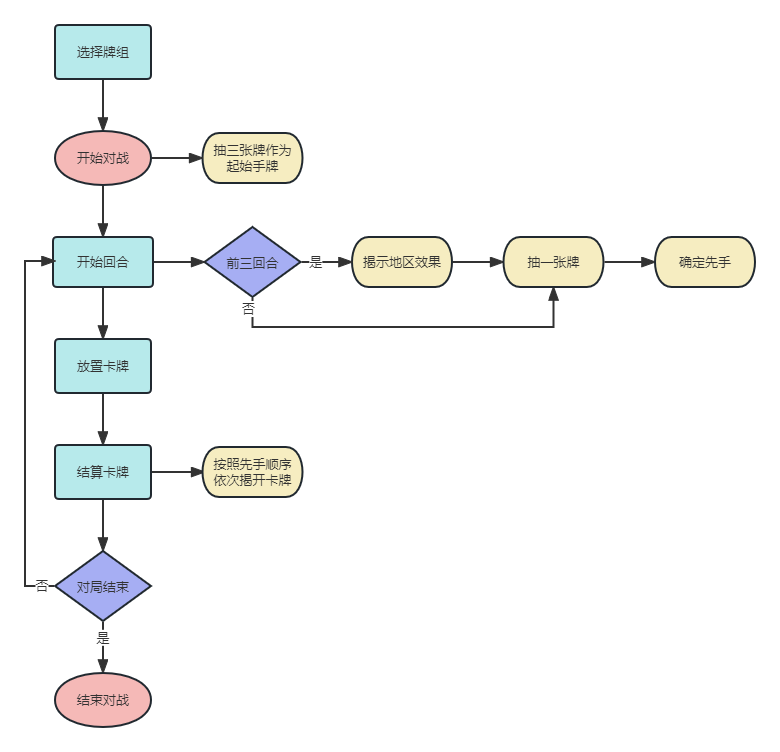 选择牌组
开始对战
抽三张牌作为
起始手牌
开始回合
前三回合
是
揭示地区效果
抽一张牌
确定先手
否
放置卡牌
结算卡牌
按照先手顺序
依次揭开卡牌
否
对局结束
是
结束对战